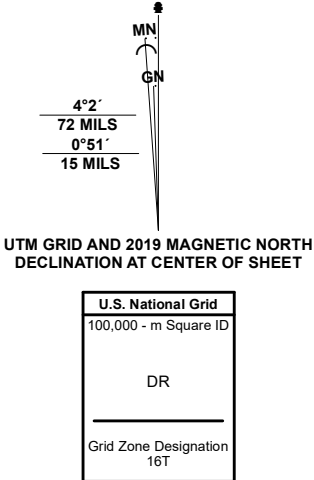 MN
GN
4°2´
72 MILS
0°51´
15 MILS
UTM GRID AND 2019 MAGNETIC NORTH
DECLINATION AT CENTER OF SHEET
U.S. National Grid
100,000 - m Square ID
DR
Grid Zone Designation
16T